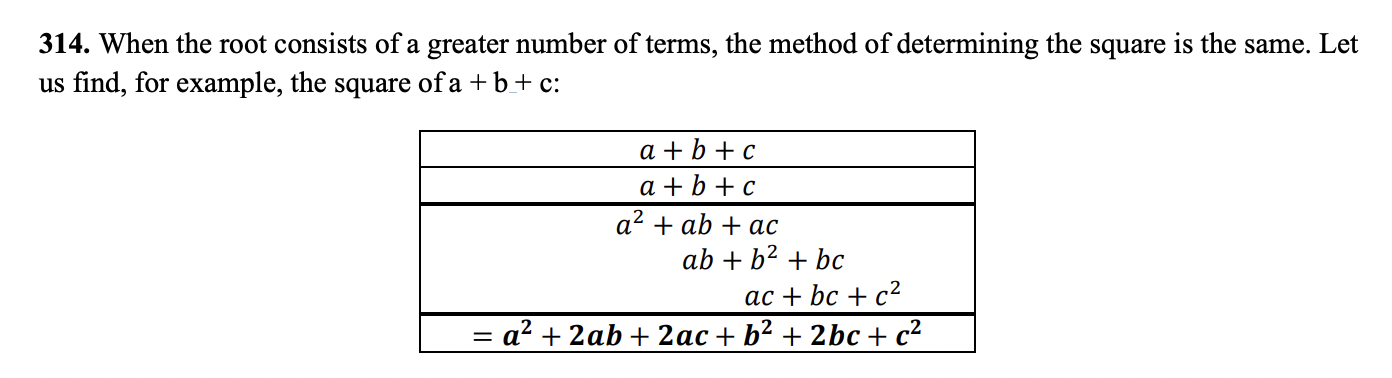 314. When the root consists of a greater number of terms, the method of determining the square is the same. Let
us find, for example, the square of a + b + c:
a + b + c
a + b + c
a² + ab + ac
ab + b² + bc
ac + bc + c²
= a² + 2ab + 2ac + b² + 2bc + c²